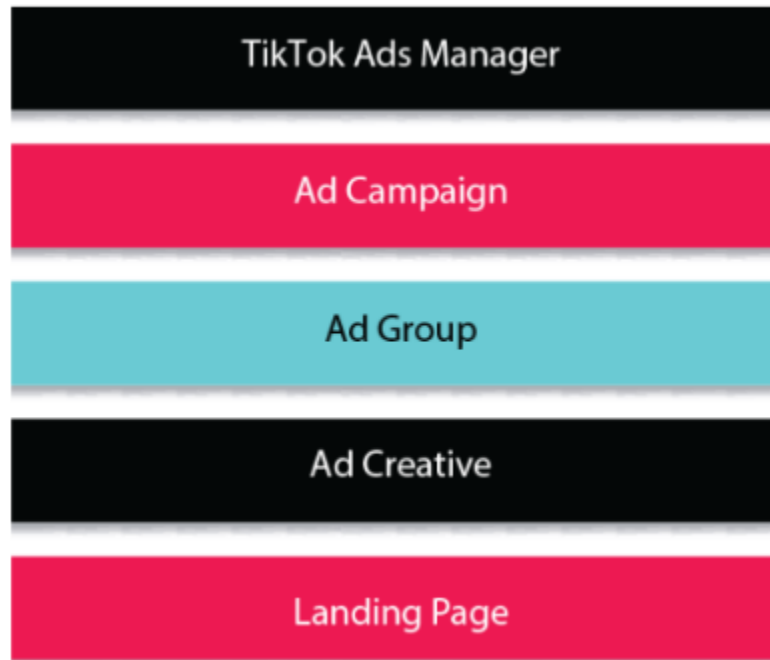 TikTok Ads Manager
Ad Campaign
Ad Group
Ad Creative
Landing Page